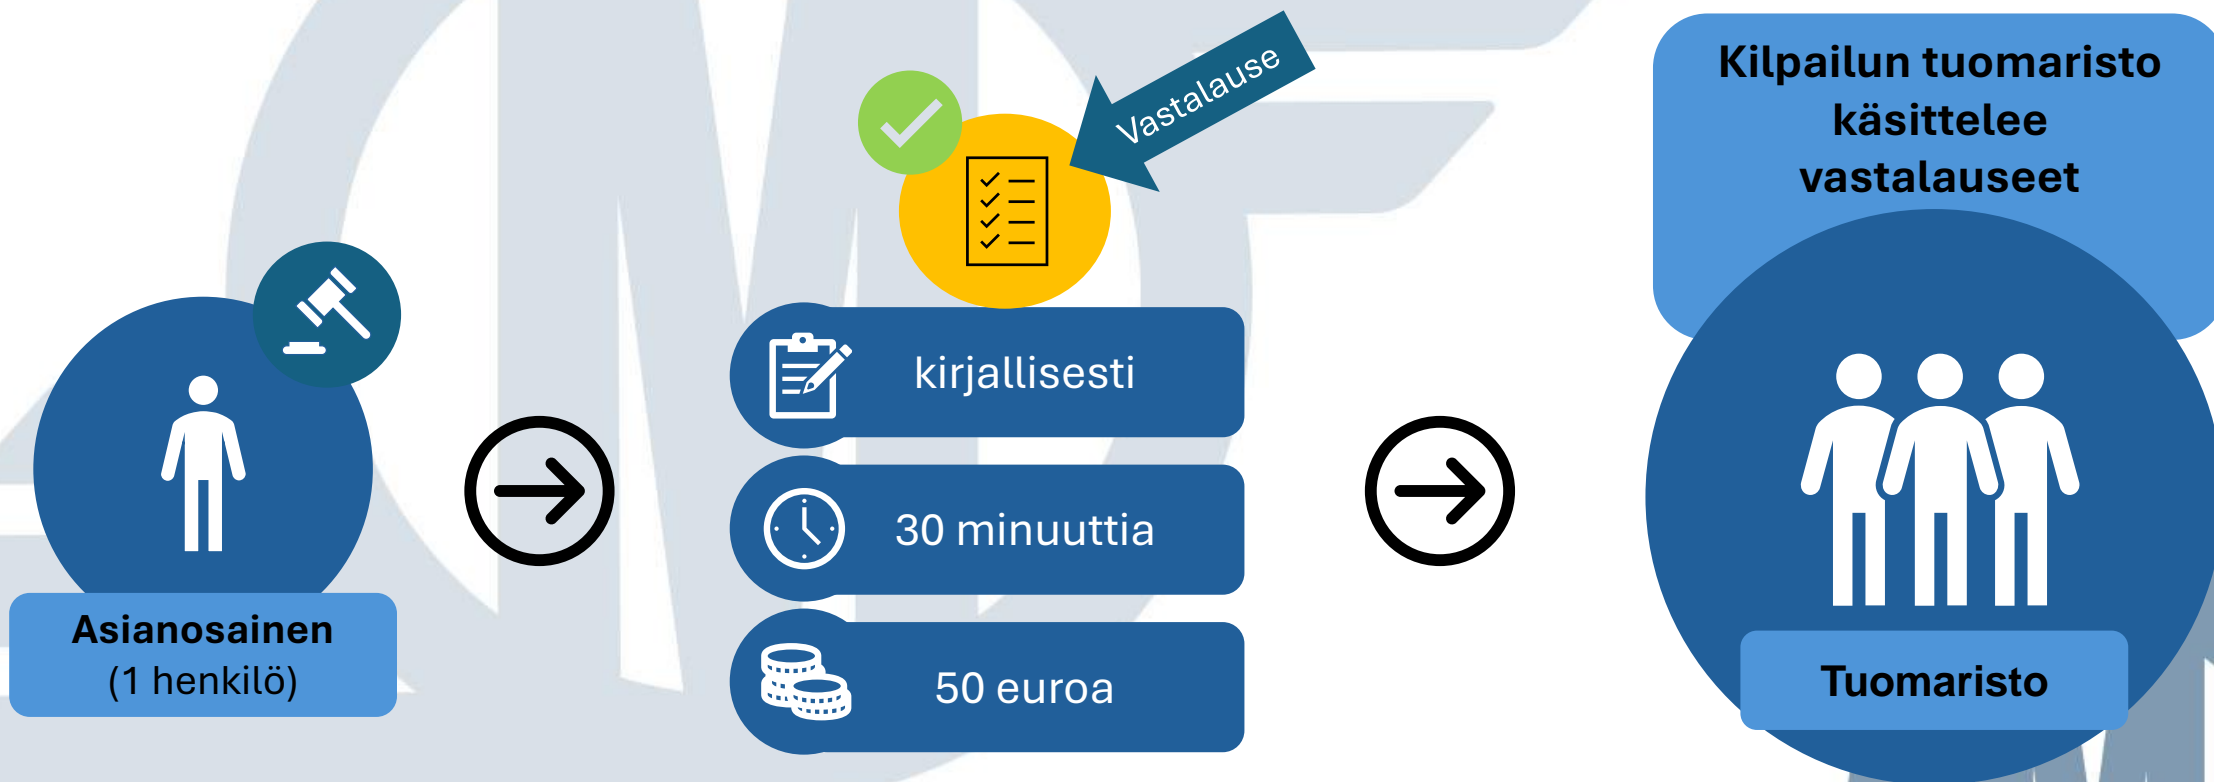 Asianosainen
(1 henkilö)
Vastalause
kirjallisesti
30 minuuttia
50 euroa
Kilpailun tuomaristo
käsittelee
vastalauseet
Tuomaristo